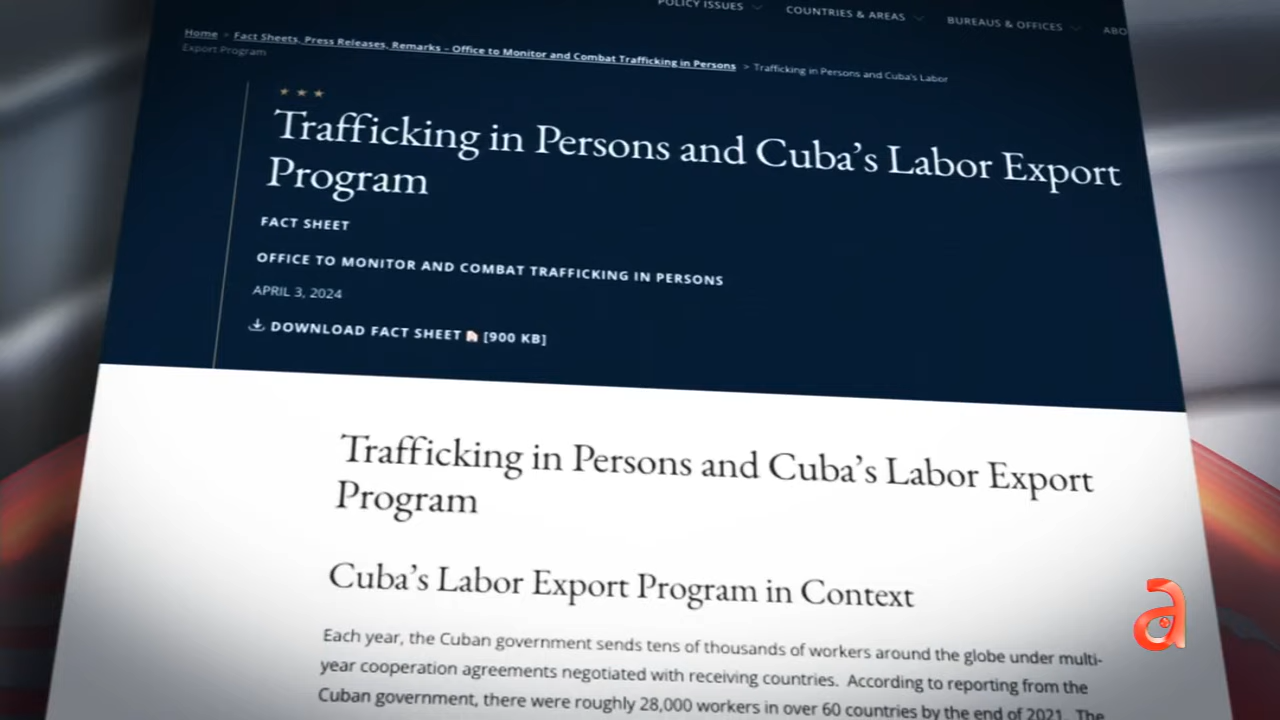 POLICY ISSUES
COUNTRIES & AREAS
BUREAUS & OFFICES
ABO
Home > Fact Sheets, Press Releases, Remarks – Office to Monitor and Combat Trafficking in Persons > Trafficking in Persons and Cuba's Labor
Export Program
Trafficking in Persons and Cuba's Labor Export
Program
FACT SHEET
OFFICE TO MONITOR AND COMBAT TRAFFICKING IN PERSONS
APRIL 3, 2024
DOWNLOAD FACT SHEET [900 KB]
Trafficking in Persons and Cuba's Labor Export
Program
Cuba's Labor Export Program in Context
Each year, the Cuban government sends tens of thousands of workers around the globe under multi-
year cooperation agreements negotiated with receiving countries. According to reporting from the
Cuban government, there were roughly 28,000 workers in over 60 countries by the end of 2021. The
a